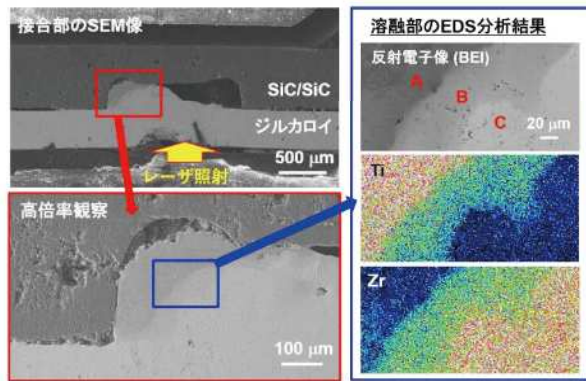 接合部のSEM像
SiC/SiC
ジルカロイ
レーザ照射
500 μm
高倍率観察
100 μm
溶融部のEDS分析結果
反射電子像 (BEI)
A
B
C
20 μm
Ti
Zr